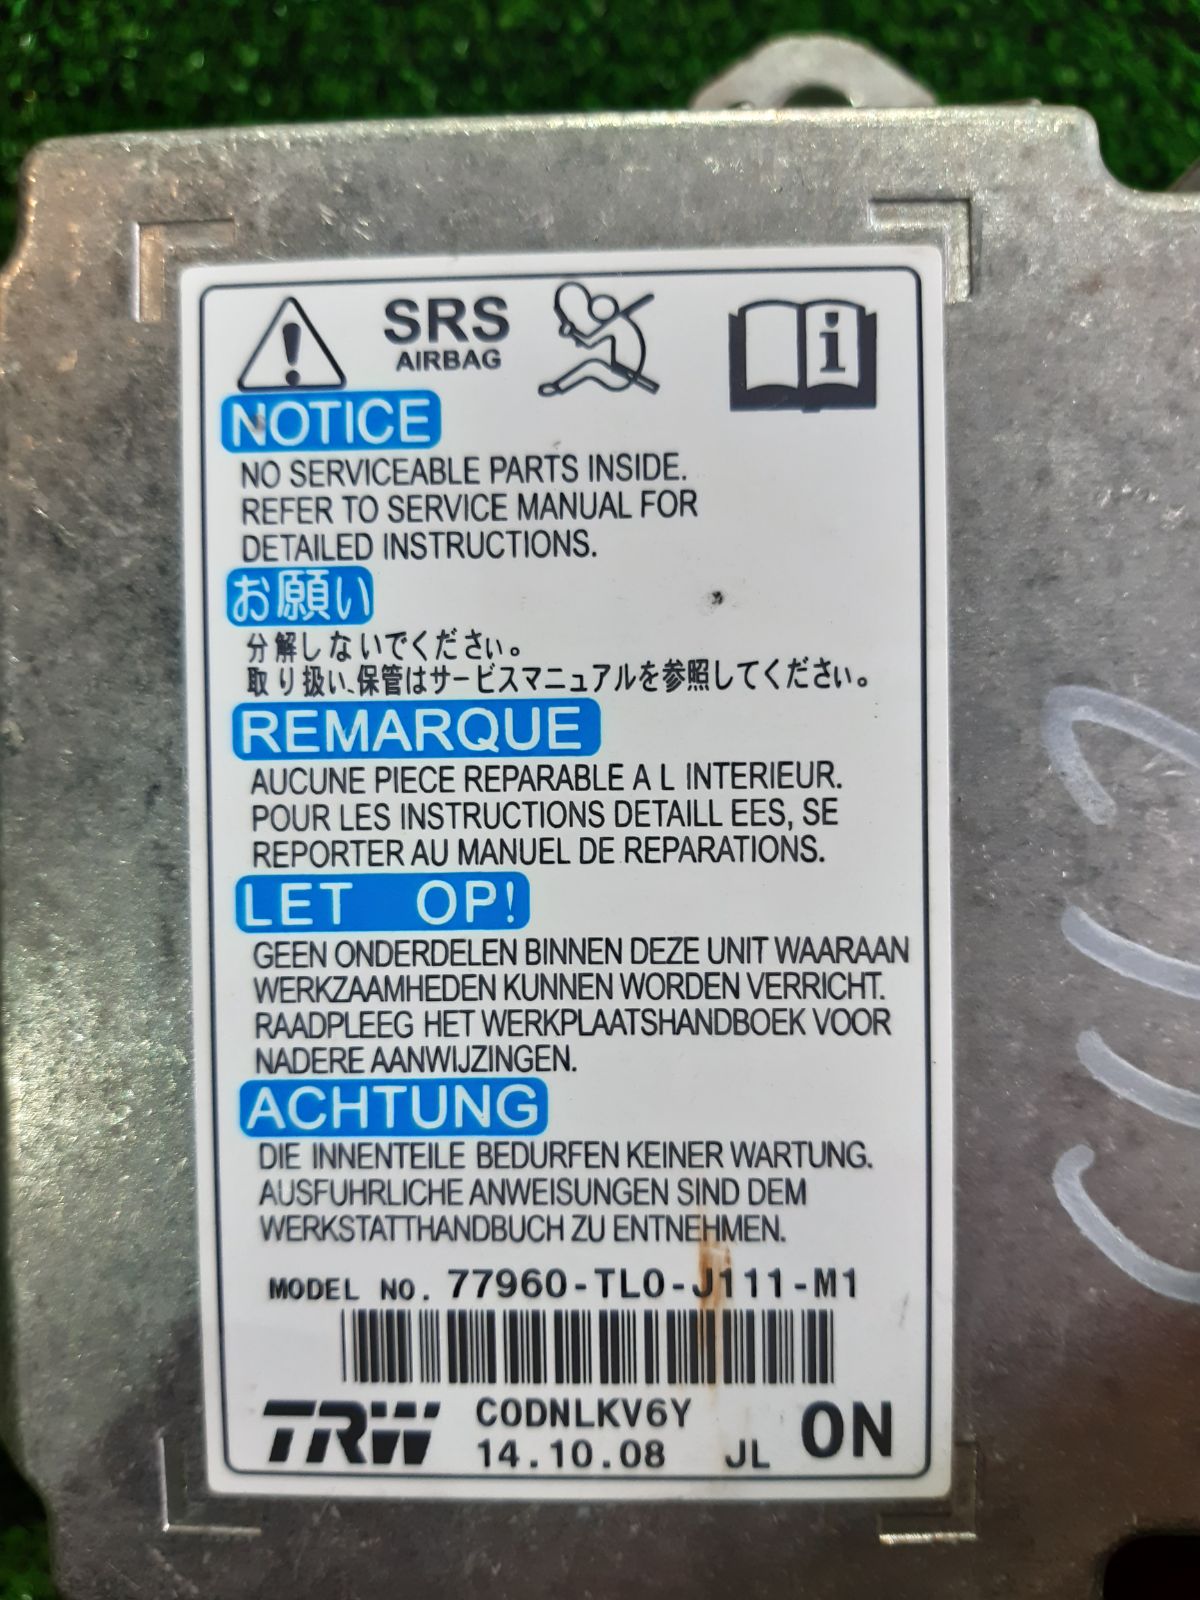 SRS
AIRBAG
NOTICE
NO SERVICEABLE PARTS INSIDE.
REFER TO SERVICE MANUAL FOR
DETAILED INSTRUCTIONS.
お願い
分解しないでください。
取り扱い、保管はサービスマニュアルを参照してください。
REMARQUE
AUCUNE PIECE REPARABLE A L INTERIEUR.
POUR LES INSTRUCTIONS DETAILL EES, SE
REPORTER AU MANUEL DE REPARATIONS.
LET OP!
GEEN ONDERDELEN BINNEN DEZE UNIT WAARAAN
WERKZAAMHEDEN KUNNEN WORDEN VERRICHT.
RAADPLEEG HET WERKPLAATSHANDBOEK VOOR
NADERE AANWIJZINGEN.
ACHTUNG
DIE INNENTEILE BEDURFEN KEINER WARTUNG.
AUSFUHRLICHE ANWEISUNGEN SIND DEM
WERKSTATTHANDBUCH ZU ENTNEHMEN.
MODEL NO. 77960-TL0-J111-M1
TRW C0DNLKV6Y
14.10.08 JL 0N